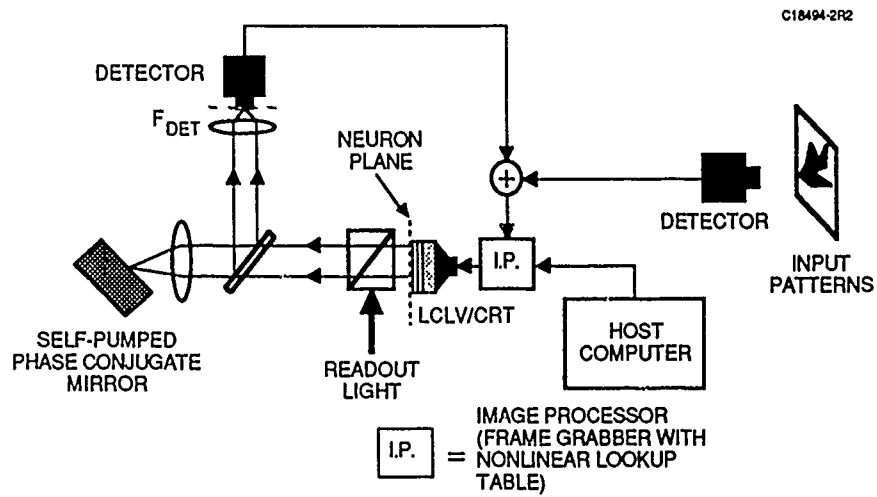 C18494-2R2
DETECTOR
F DET
NEURON
PLANE
+
DETECTOR
INPUT
PATTERNS
I.P.
LCLV/CRT
HOST
COMPUTER
SELF-PUMPED
PHASE CONJUGATE
MIRROR
READOUT
LIGHT
I.P.
=
IMAGE PROCESSOR
(FRAME GRABBER WITH
NONLINEAR LOOKUP
TABLE)